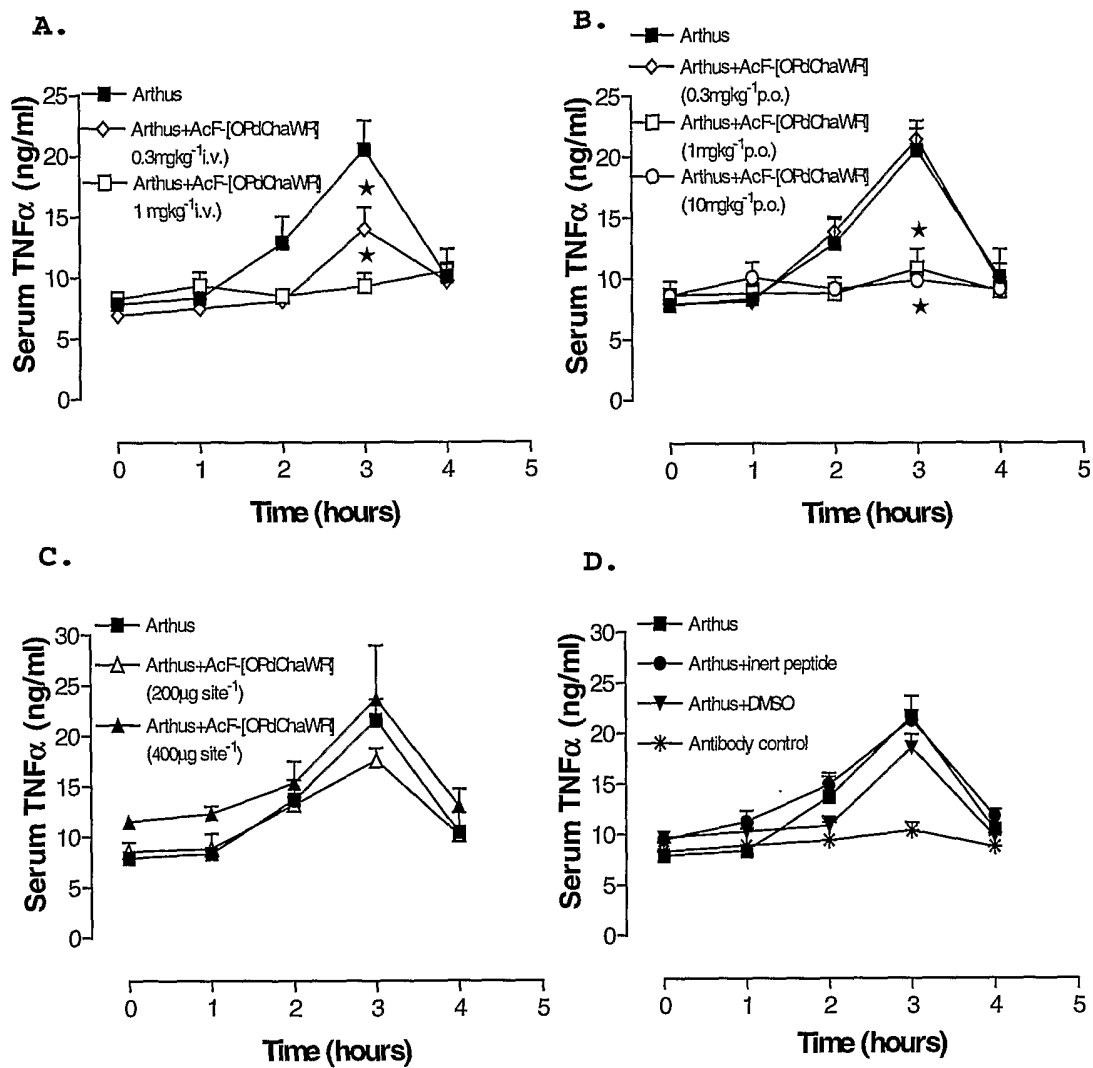 A.
Arthus
Arthus+AcF-[OPdChaWR]
0.3mgkg⁻¹i.v.)
Arthus+AcF-[OPdChaWR]
1 mgkg⁻¹i.v.)
Serum TNFα (ng/ml)
25
20
15
10
5
0
0 1 2 3 4 5
Time (hours)
B.
Arthus
Arthus+AcF-[OPdChaWR]
(0.3mgkg⁻¹p.o.)
Arthus+AcF-[OPdChaWR]
(1mgkg⁻¹p.o.)
Arthus+AcF-[OPdChaWR]
(10mgkg⁻¹p.o.)
Serum TNFα (ng/ml)
25
20
15
10
5
0
0 1 2 3 4 5
Time (hours)
C.
Arthus
Arthus+AcF-[OPdChaWR]
(200µg site⁻¹)
Arthus+AcF-[OPdChaWR]
(400µg site⁻¹)
Serum TNFα (ng/ml)
30
25
20
15
10
5
0
0 1 2 3 4 5
Time (hours)
D.
Arthus
Arthus+inert peptide
Arthus+DMSO
Antibody control
Serum TNFα (ng/ml)
30
25
20
15
10
5
0
0 1 2 3 4 5
Time (hours)